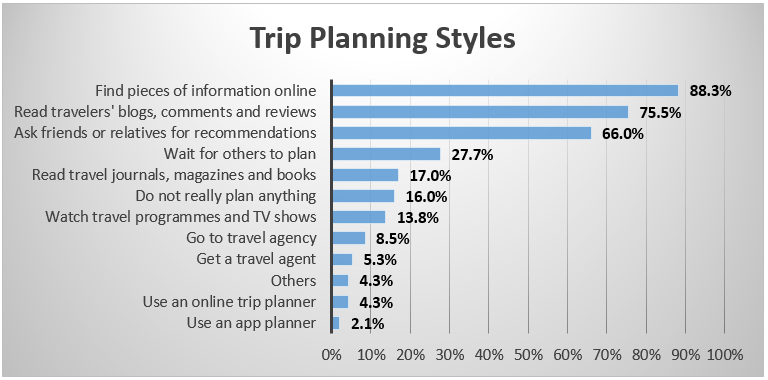 Trip Planning Styles
Find pieces of information online 88.3%
Read travelers' blogs, comments and reviews 75.5%
Ask friends or relatives for recommendations 66.0%
Wait for others to plan 27.7%
Read travel journals, magazines and books 17.0%
Do not really plan anything 16.0%
Watch travel programmes and TV shows 13.8%
Go to travel agency 8.5%
Get a travel agent 5.3%
Others 4.3%
Use an online trip planner 4.3%
Use an app planner 2.1%
0% 10% 20% 30% 40% 50% 60% 70% 80% 90% 100%